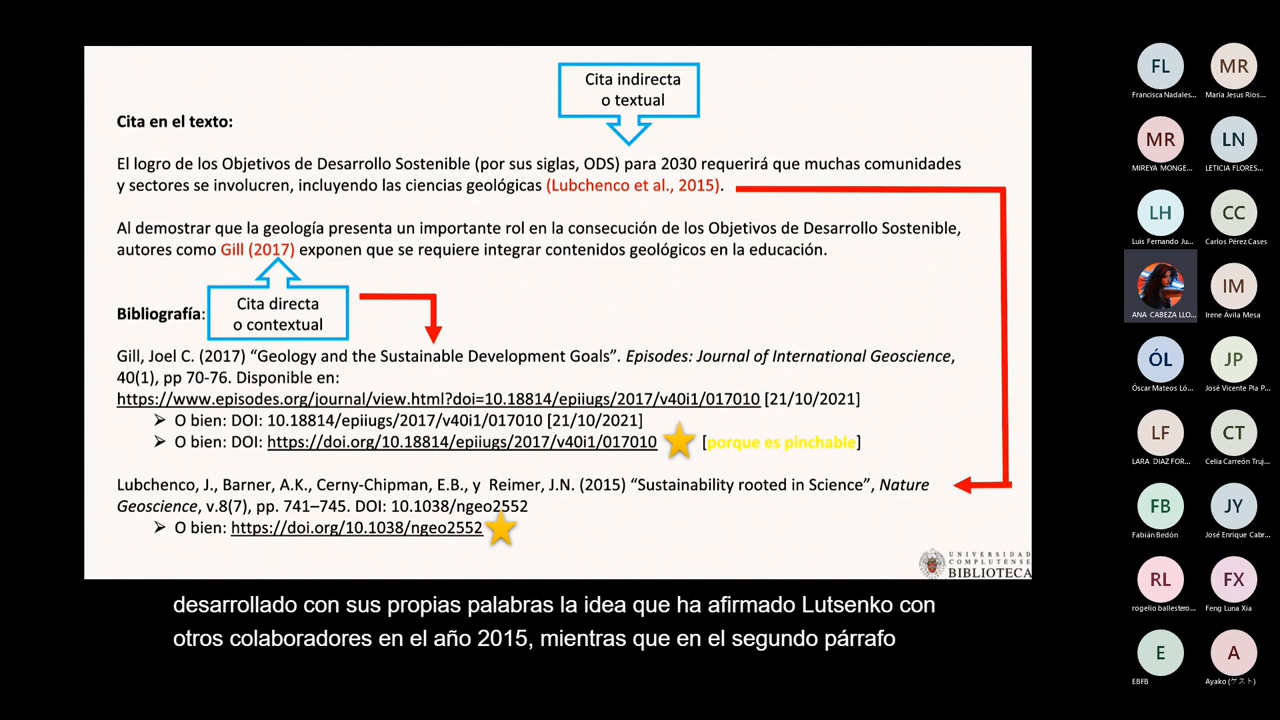 Cita indirecta
o textual
Cita en el texto:
El logro de los Objetivos de Desarrollo Sostenible (por sus siglas, ODS) para 2030 requerirá que muchas comunidades
y sectores se involucren, incluyendo las ciencias geológicas (Lubchenco et al., 2015).
Al demostrar que la geología presenta un importante rol en la consecución de los Objetivos de Desarrollo Sostenible,
autores como Gill (2017) exponen que se requiere integrar contenidos geológicos en la educación.
Cita directa
o contextual
Bibliografía:
Gill, Joel C. (2017) “Geology and the Sustainable Development Goals”. Episodes: Journal of International Geoscience,
40(1), pp 70-76. Disponible en:
https://www.episodes.org/journal/view.html?doi=10.18814/epiiugs/2017/v40i1/017010 [21/10/2021]
➢ O bien: DOI: 10.18814/epiiugs/2017/v40i1/017010 [21/10/2021]
➢ O bien: DOI: https://doi.org/10.18814/epiiugs/2017/v40i1/017010 [porque es pinchable]
Lubchenco, J., Barner, A.K., Cerny-Chipman, E.B., y Reimer, J.N. (2015) “Sustainability rooted in Science”, Nature
Geoscience, v.8(7), pp. 741–745. DOI: 10.1038/ngeo2552
➢ O bien: https://doi.org/10.1038/ngeo2552
UNIVERSIDAD
COMPLUTENSE
BIBLIOTECA
desarrollado con sus propias palabras la idea que ha afirmado Lutsenko con
otros colaboradores en el año 2015, mientras que en el segundo párrafo
FL
Francisca Nadales...
MR
Maria Jesus Rios...
MR
MIREYA MONGE...
LN
LETICIA FLORES...
LH
Luis Fernando Ju...
CC
Carlos Pérez Cases
ANA CABEZA LLO...
IM
Irene Ávila Mesa
ÓL
Óscar Mateos Ló...
JP
José Vicente Pla P...
LF
LARA DIAZ FOR...
CT
Celia Carreón Truj...
FB
Fabián Bedón
JY
José Enrique Cabr...
RL
rogelio ballestero...
FX
Feng Luna Xia
E
EBFB
A
Ayako (ゲスト)